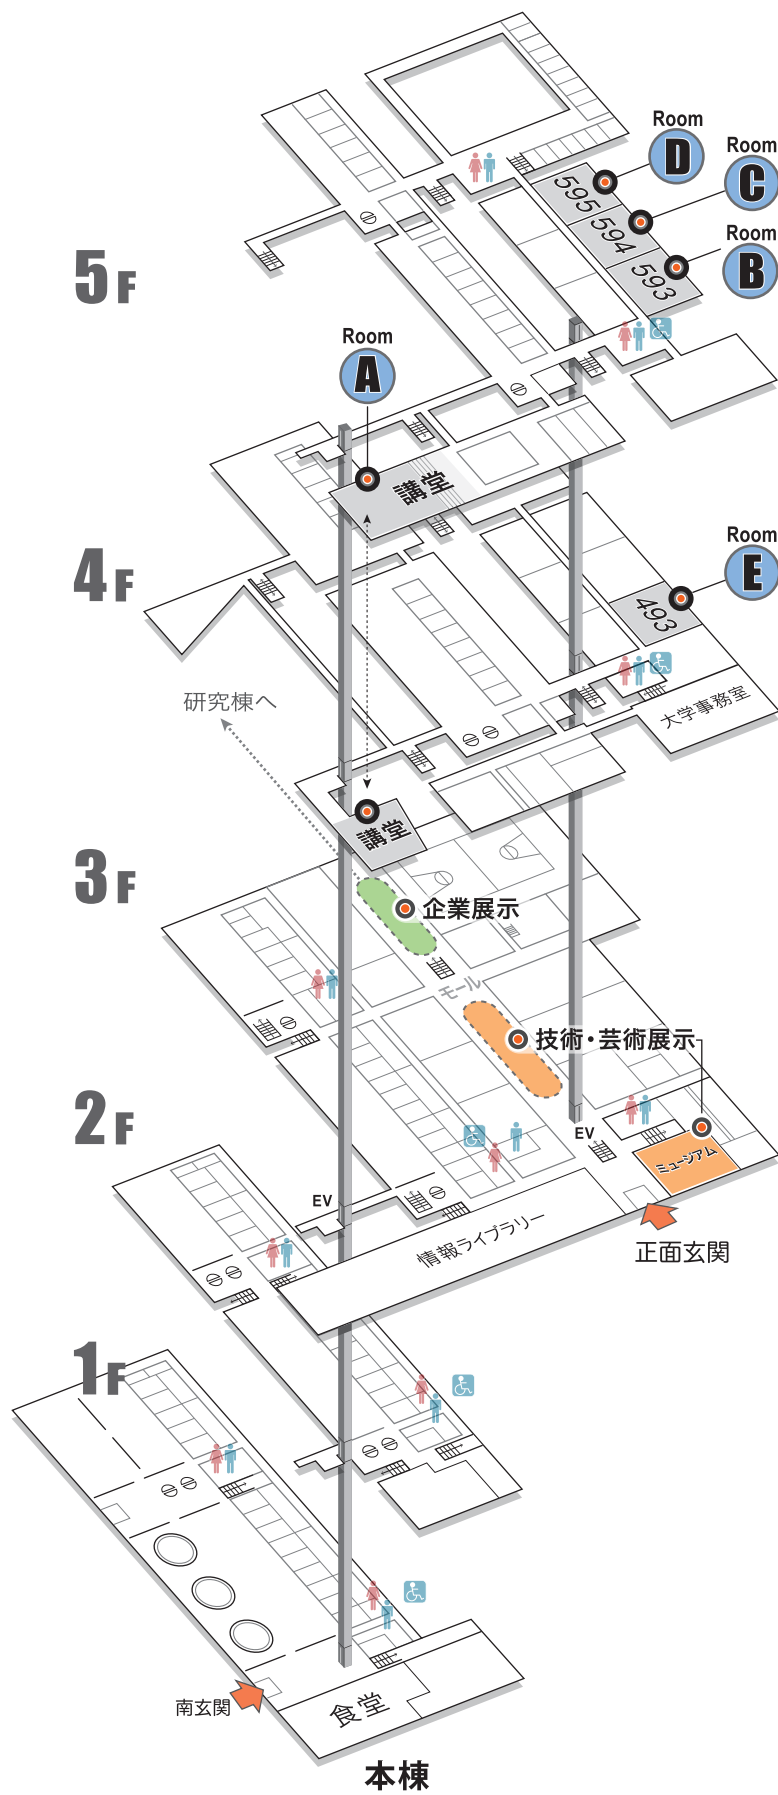 Room
D
Room
C
Room
B
595
594
593
5F
Room
A
講堂
4F
Room
E
493
研究棟へ
大学事務室
講堂
3F
企業展示
モール
技術・芸術展示
2F
EV
ミュージアム
EV
情報ライブラリー
正面玄関
1F
南玄関
食堂
本棟